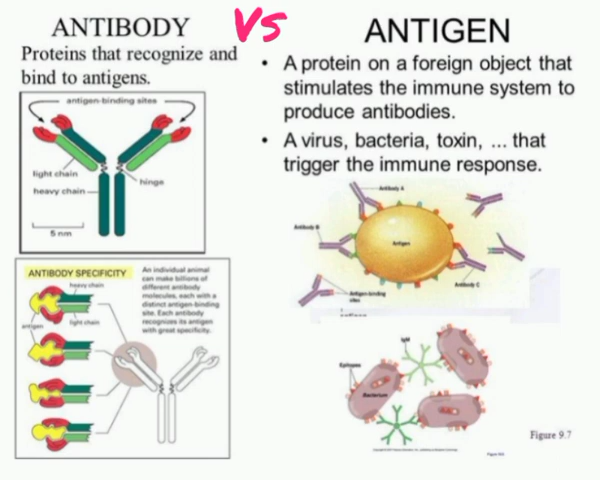 ANTIBODY
VS
ANTIGEN
Proteins that recognize and
bind to antigens.
antigen-binding sites
light chain
heavy chain
hinge
5 nm
ANTIBODY SPECIFICITY
heavy chain
light chain
antigen
An individual animal
can make billions of
different antibody
molecules, each with a
distinct antigen-binding
site. Each antibody
recognizes its antigen
with great specificity.
• A protein on a foreign object that
stimulates the immune system to
produce antibodies.
• A virus, bacteria, toxin, ... that
trigger the immune response.
Antibody A
Antibody B
Antigen
Antibody C
Antigen-binding
sites
IgM
Epitopes
Bacterium
Figure 9.7